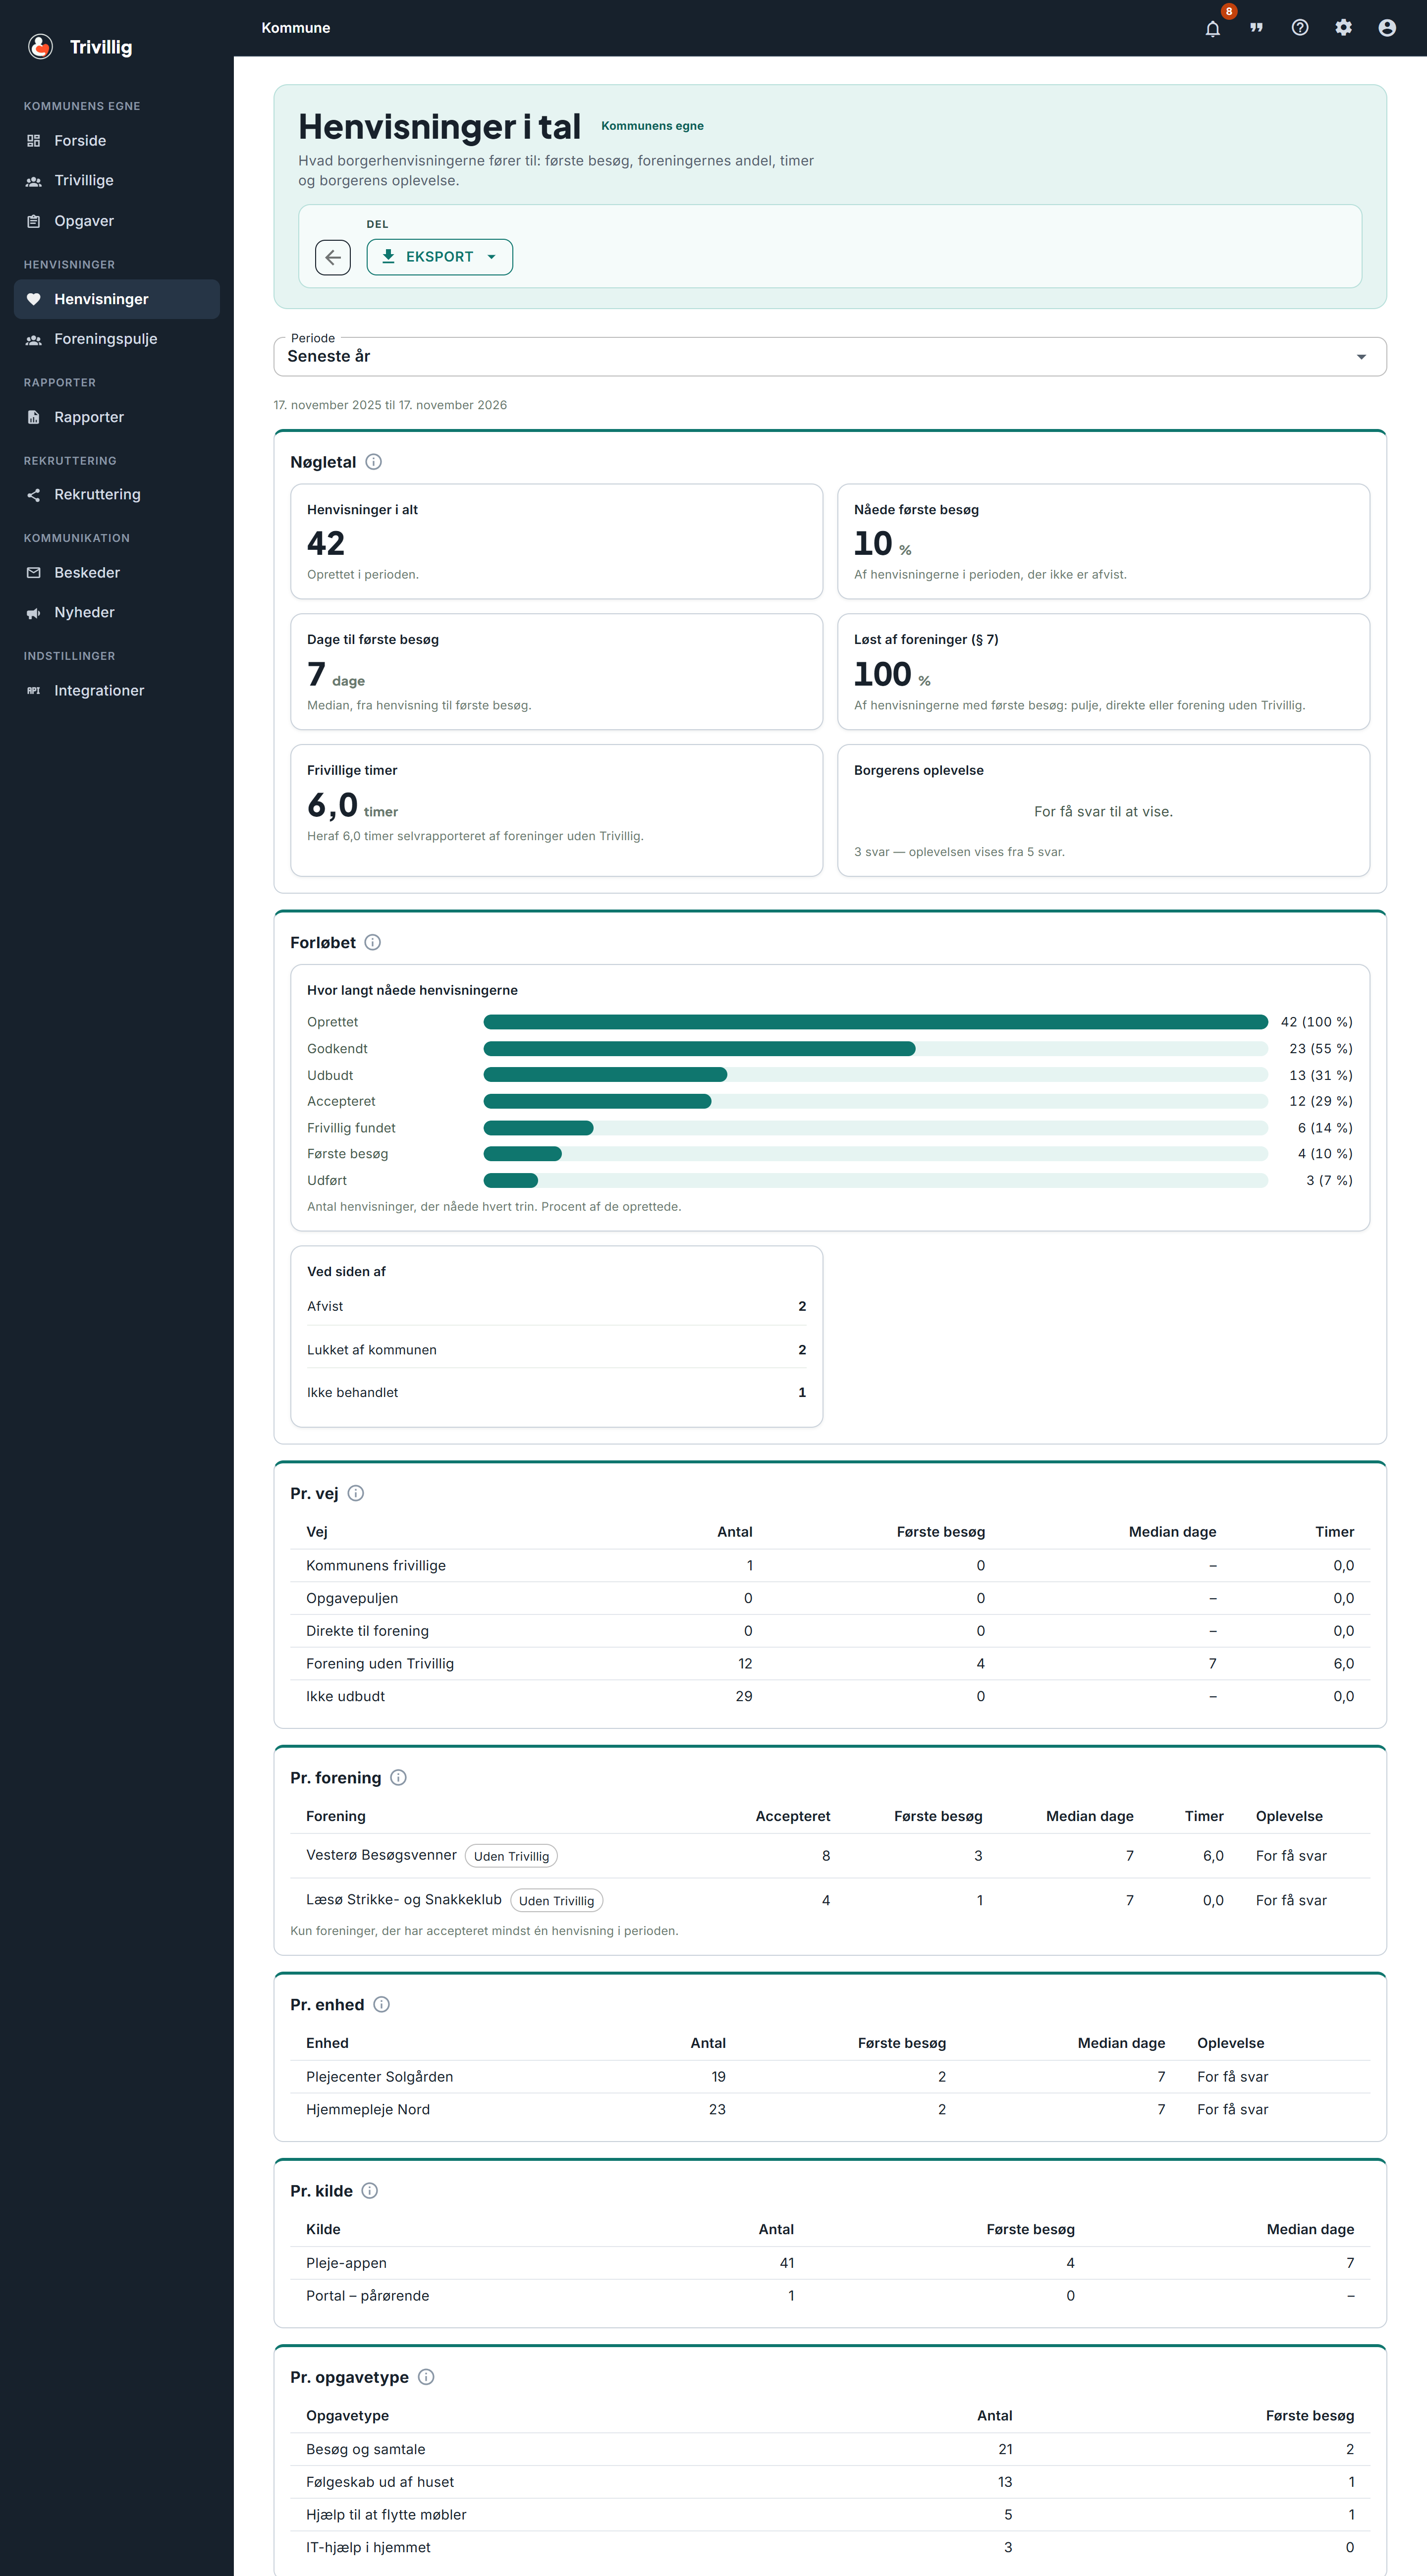 Trivillig
Kommune
8
KOMMUNENS EGNE
Forside
Trivillige
Opgaver
HENVISNINGER
Henvisninger
Foreningspulje
RAPPORTER
Rapporter
REKRUTTERING
Rekruttering
KOMMUNIKATION
Beskeder
Nyheder
INDSTILLINGER
API Integrationer
Henvisninger i tal Kommunens egne
Hvad borgerhenvisningerne fører til: første besøg, foreningernes andel, timer
og borgerens oplevelse.
DEL
EKSPORT
Periode
Seneste år
17. november 2025 til 17. november 2026
Nøgletal
Henvisninger i alt
42
Oprettet i perioden.
Nåede første besøg
10 %
Af henvisningerne i perioden, der ikke er afvist.
Dage til første besøg
7 dage
Median, fra henvisning til første besøg.
Løst af foreninger (§ 7)
100 %
Af henvisningerne med første besøg: pulje, direkte eller forening uden Trivillig.
Frivillige timer
6,0 timer
Heraf 6,0 timer selvrapporteret af foreninger uden Trivillig.
Borgerens oplevelse
For få svar til at vise.
3 svar — oplevelsen vises fra 5 svar.
Forløbet
Hvor langt nåede henvisningerne
Oprettet 42 (100 %)
Godkendt 23 (55 %)
Udbudt 13 (31 %)
Accepteret 12 (29 %)
Frivillig fundet 6 (14 %)
Første besøg 4 (10 %)
Udført 3 (7 %)
Antal henvisninger, der nåede hvert trin. Procent af de oprettede.
Ved siden af
Afvist 2
Lukket af kommunen 2
Ikke behandlet 1
Pr. vej
Vej Antal Første besøg Median dage Timer
Kommunens frivillige 1 0 – 0,0
Opgavepuljen 0 0 – 0,0
Direkte til forening 0 0 – 0,0
Forening uden Trivillig 12 4 7 6,0
Ikke udbudt 29 0 – 0,0
Pr. forening
Forening Accepteret Første besøg Median dage Timer Oplevelse
Vesterø Besøgsvenner Uden Trivillig 8 3 7 6,0 For få svar
Læsø Strikke- og Snakkeklub Uden Trivillig 4 1 7 0,0 For få svar
Kun foreninger, der har accepteret mindst én henvisning i perioden.
Pr. enhed
Enhed Antal Første besøg Median dage Oplevelse
Plejecenter Solgården 19 2 7 For få svar
Hjemmepleje Nord 23 2 7 For få svar
Pr. kilde
Kilde Antal Første besøg Median dage
Pleje-appen 41 4 7
Portal – pårørende 1 0 –
Pr. opgavetype
Opgavetype Antal Første besøg
Besøg og samtale 21 2
Følgeskab ud af huset 13 1
Hjælp til at flytte møbler 5 1
IT-hjælp i hjemmet 3 0